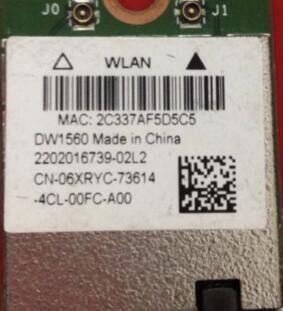 J0 J1
WLAN
MAC: 2C337AF5D5C5
DW1560 Made in China
2202016739-02L2
CN-06XRYC-73614
-4CL-00FC-A00